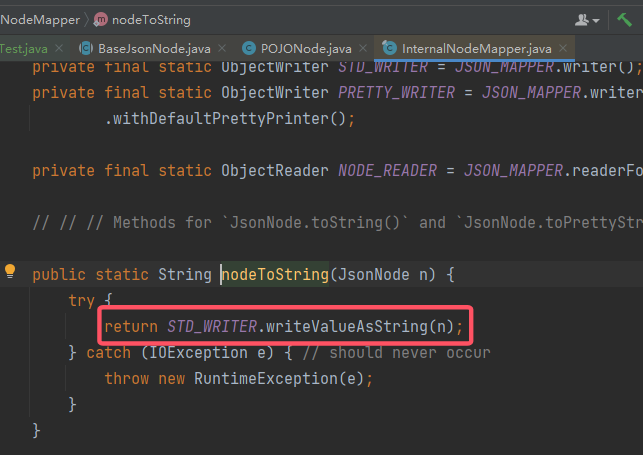 NodeMapper nodeToString
Test.java BaseJsonNode.java POJONode.java InternalNodeMapper.java
private final static ObjectWriter STD_WRITER = JSON_MAPPER.writer();
private final static ObjectWriter PRETTY_WRITER = JSON_MAPPER.writer
.withDefaultPrettyPrinter();
private final static ObjectReader NODE_READER = JSON_MAPPER.readerFo
// // // Methods for `JsonNode.toString()` and `JsonNode.toPrettyStr
public static String nodeToString(JsonNode n) {
try {
return STD_WRITER.writeValueAsString(n);
} catch (IOException e) { // should never occur
throw new RuntimeException(e);
}
}